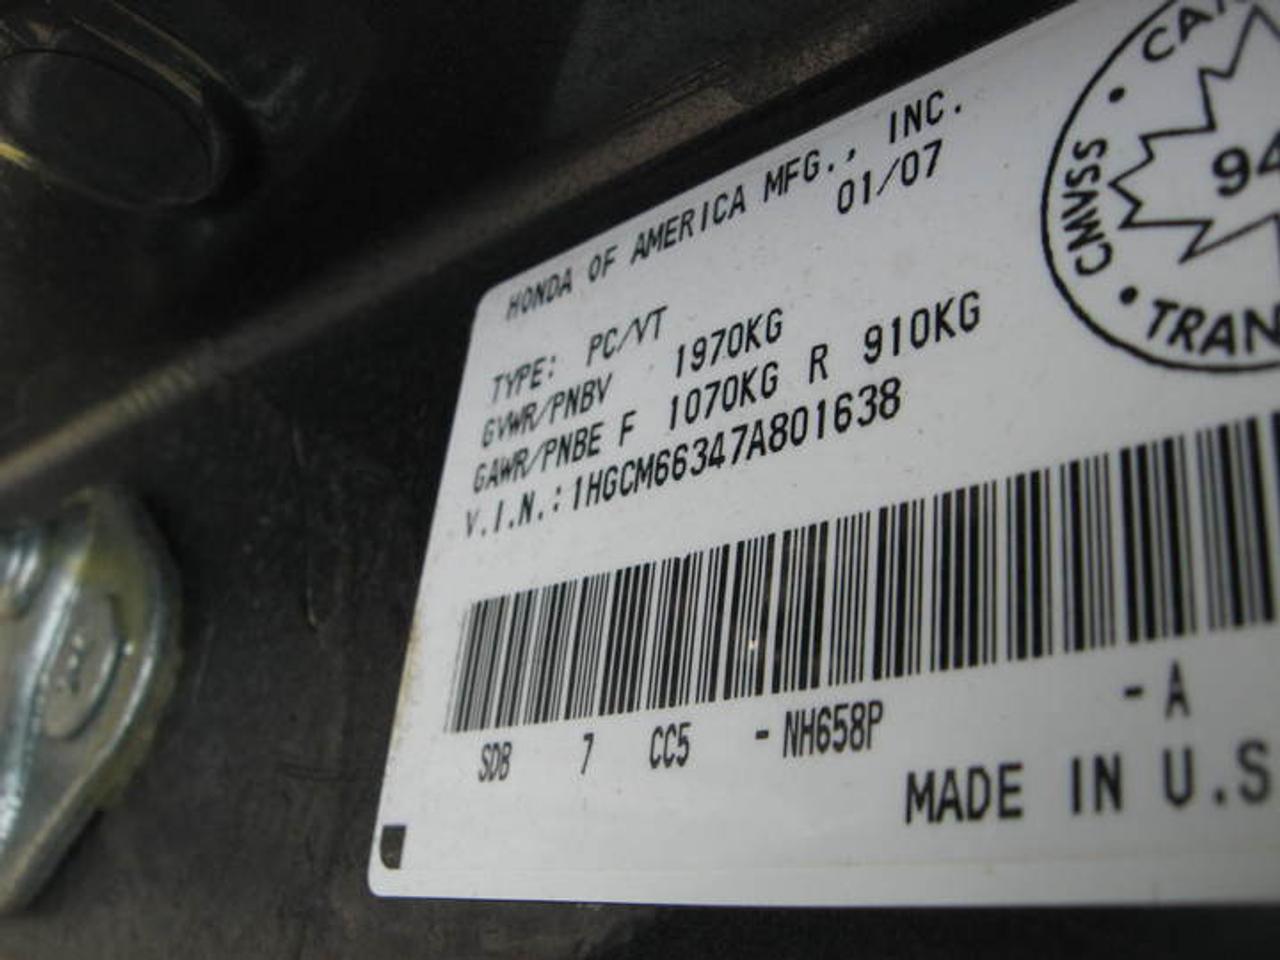 HONDA OF AMERICA MFG., INC.
01/07
TYPE: PC/VT
GVWR/PNBV 1970KG
GAWR/PNBE F 1070KG R 910KG
V.I.N.: 1HGCM66347A801638
SDB 7 CC5 -NH658P -A
MADE IN U.S
CMVSS
94
TRAN